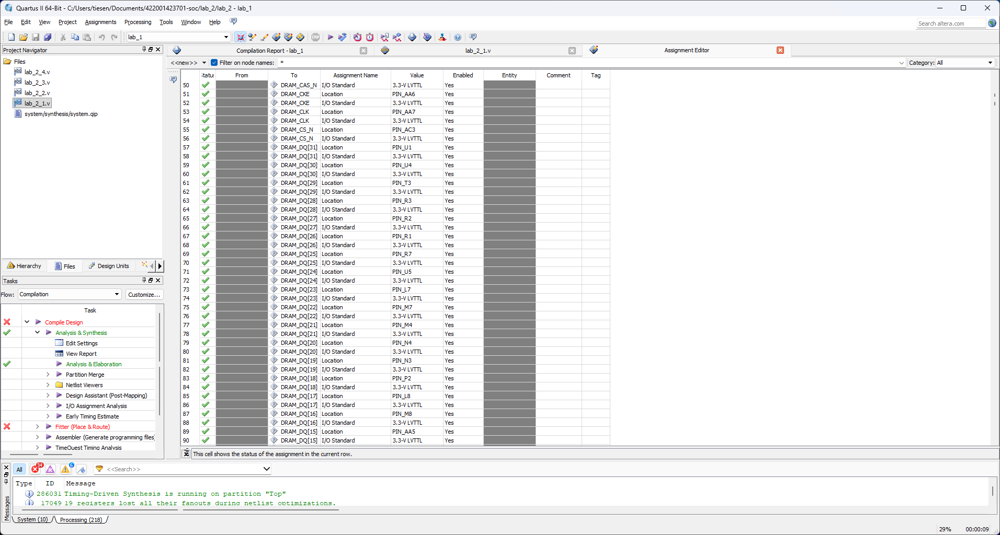 Quartus II 64-Bit - C:/Users/tiesen/Documents/422001423701-soc/lab_2/lab_2 - lab_1
File Edit View Project Assignments Processing Tools Window Help
Search altera.com
lab_1
STOP
Project Navigator
Files
lab_2_4.v
lab_2_3.v
lab_2_2.v
lab_2_1.v
system/synthesis/system.qip
Hierarchy Files Design Units
Tasks
Flow: Compilation Customize...
Task
Compile Design
Analysis & Synthesis
Edit Settings
View Report
Analysis & Elaboration
Partition Merge
Netlist Viewers
Design Assistant (Post-Mapping)
I/O Assignment Analysis
Early Timing Estimate
Fitter (Place & Route)
Assembler (Generate programming files)
TimeQuest Timing Analysis
Compilation Report - lab_1 lab_2_1.v Assignment Editor
<<new>> Filter on node names: * Category: All
Status From To Assignment Name Value Enabled Entity Comment Tag
50 DRAM_CAS_N I/O Standard 3.3-V LVTTL Yes
51 DRAM_CKE Location PIN_AA6 Yes
52 DRAM_CKE I/O Standard 3.3-V LVTTL Yes
53 DRAM_CLK Location PIN_AA7 Yes
54 DRAM_CLK I/O Standard 3.3-V LVTTL Yes
55 DRAM_CS_N Location PIN_AC3 Yes
56 DRAM_CS_N I/O Standard 3.3-V LVTTL Yes
57 DRAM_DQ[31] Location PIN_U1 Yes
58 DRAM_DQ[31] I/O Standard 3.3-V LVTTL Yes
59 DRAM_DQ[30] Location PIN_U4 Yes
60 DRAM_DQ[30] I/O Standard 3.3-V LVTTL Yes
61 DRAM_DQ[29] Location PIN_T3 Yes
62 DRAM_DQ[29] I/O Standard 3.3-V LVTTL Yes
63 DRAM_DQ[28] Location PIN_R3 Yes
64 DRAM_DQ[28] I/O Standard 3.3-V LVTTL Yes
65 DRAM_DQ[27] Location PIN_R2 Yes
66 DRAM_DQ[27] I/O Standard 3.3-V LVTTL Yes
67 DRAM_DQ[26] Location PIN_R1 Yes
68 DRAM_DQ[26] I/O Standard 3.3-V LVTTL Yes
69 DRAM_DQ[25] Location PIN_R7 Yes
70 DRAM_DQ[25] I/O Standard 3.3-V LVTTL Yes
71 DRAM_DQ[24] Location PIN_U5 Yes
72 DRAM_DQ[24] I/O Standard 3.3-V LVTTL Yes
73 DRAM_DQ[23] Location PIN_L7 Yes
74 DRAM_DQ[23] I/O Standard 3.3-V LVTTL Yes
75 DRAM_DQ[22] Location PIN_M7 Yes
76 DRAM_DQ[22] I/O Standard 3.3-V LVTTL Yes
77 DRAM_DQ[21] Location PIN_M4 Yes
78 DRAM_DQ[21] I/O Standard 3.3-V LVTTL Yes
79 DRAM_DQ[20] Location PIN_N4 Yes
80 DRAM_DQ[20] I/O Standard 3.3-V LVTTL Yes
81 DRAM_DQ[19] Location PIN_N3 Yes
82 DRAM_DQ[19] I/O Standard 3.3-V LVTTL Yes
83 DRAM_DQ[18] Location PIN_P2 Yes
84 DRAM_DQ[18] I/O Standard 3.3-V LVTTL Yes
85 DRAM_DQ[17] Location PIN_L8 Yes
86 DRAM_DQ[17] I/O Standard 3.3-V LVTTL Yes
87 DRAM_DQ[16] Location PIN_M8 Yes
88 DRAM_DQ[16] I/O Standard 3.3-V LVTTL Yes
89 DRAM_DQ[15] Location PIN_AA5 Yes
90 DRAM_DQ[15] I/O Standard 3.3-V LVTTL Yes
This cell shows the status of the assignment in the current row.
Messages
All 34 6 <<Search>>
Type ID Message
286031 Timing-Driven Synthesis is running on partition "Top"
17049 19 registers lost all their fanouts during netlist optimizations.
System (10) Processing (218)
29% 00:00:09